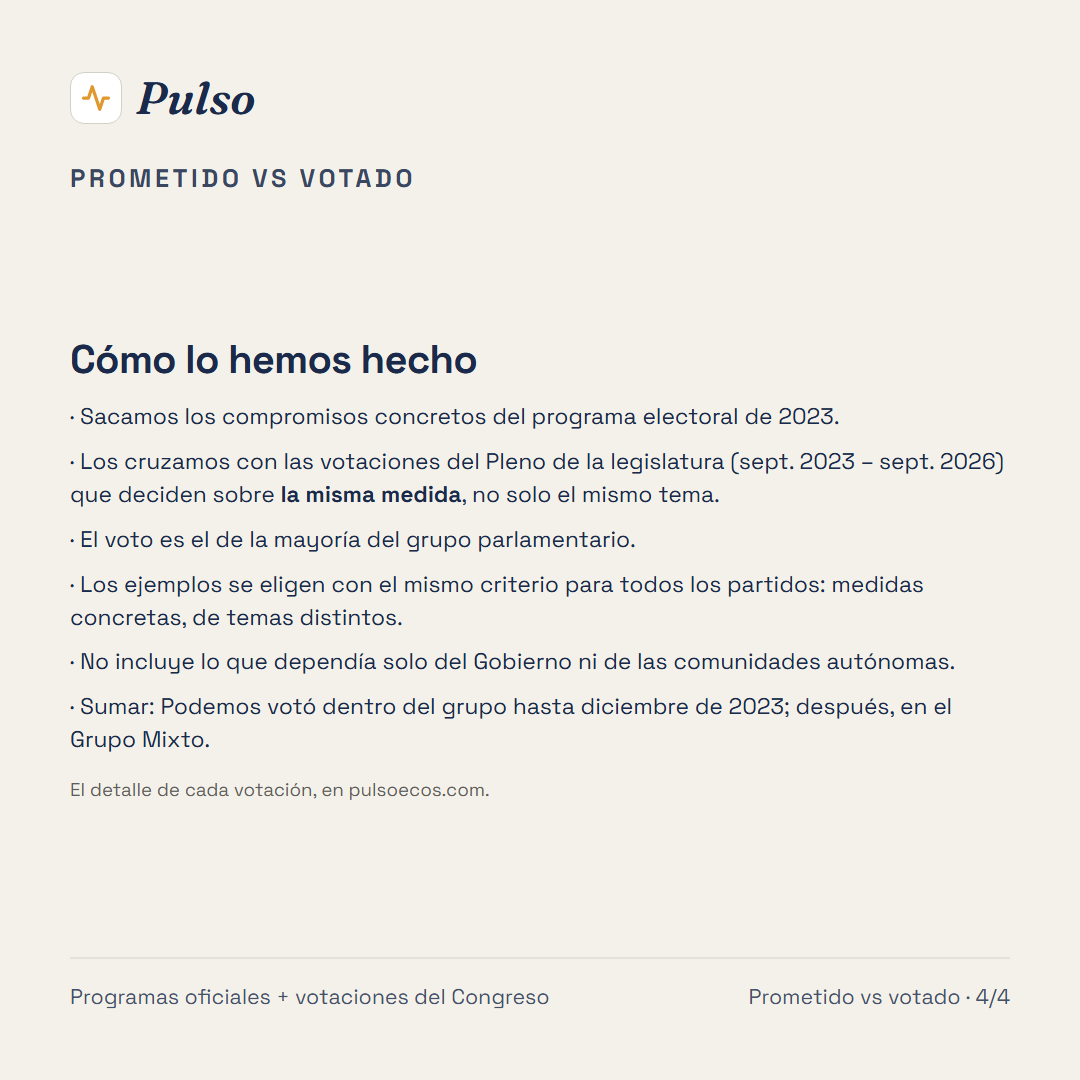 Pulso
PROMETIDO VS VOTADO
Cómo lo hemos hecho
· Sacamos los compromisos concretos del programa electoral de 2023.
· Los cruzamos con las votaciones del Pleno de la legislatura (sept. 2023 – sept. 2026)
que deciden sobre la misma medida, no solo el mismo tema.
· El voto es el de la mayoría del grupo parlamentario.
· Los ejemplos se eligen con el mismo criterio para todos los partidos: medidas
concretas, de temas distintos.
· No incluye lo que dependía solo del Gobierno ni de las comunidades autónomas.
· Sumar: Podemos votó dentro del grupo hasta diciembre de 2023; después, en el
Grupo Mixto.
El detalle de cada votación, en pulsoecos.com.
Programas oficiales + votaciones del Congreso
Prometido vs votado · 4/4